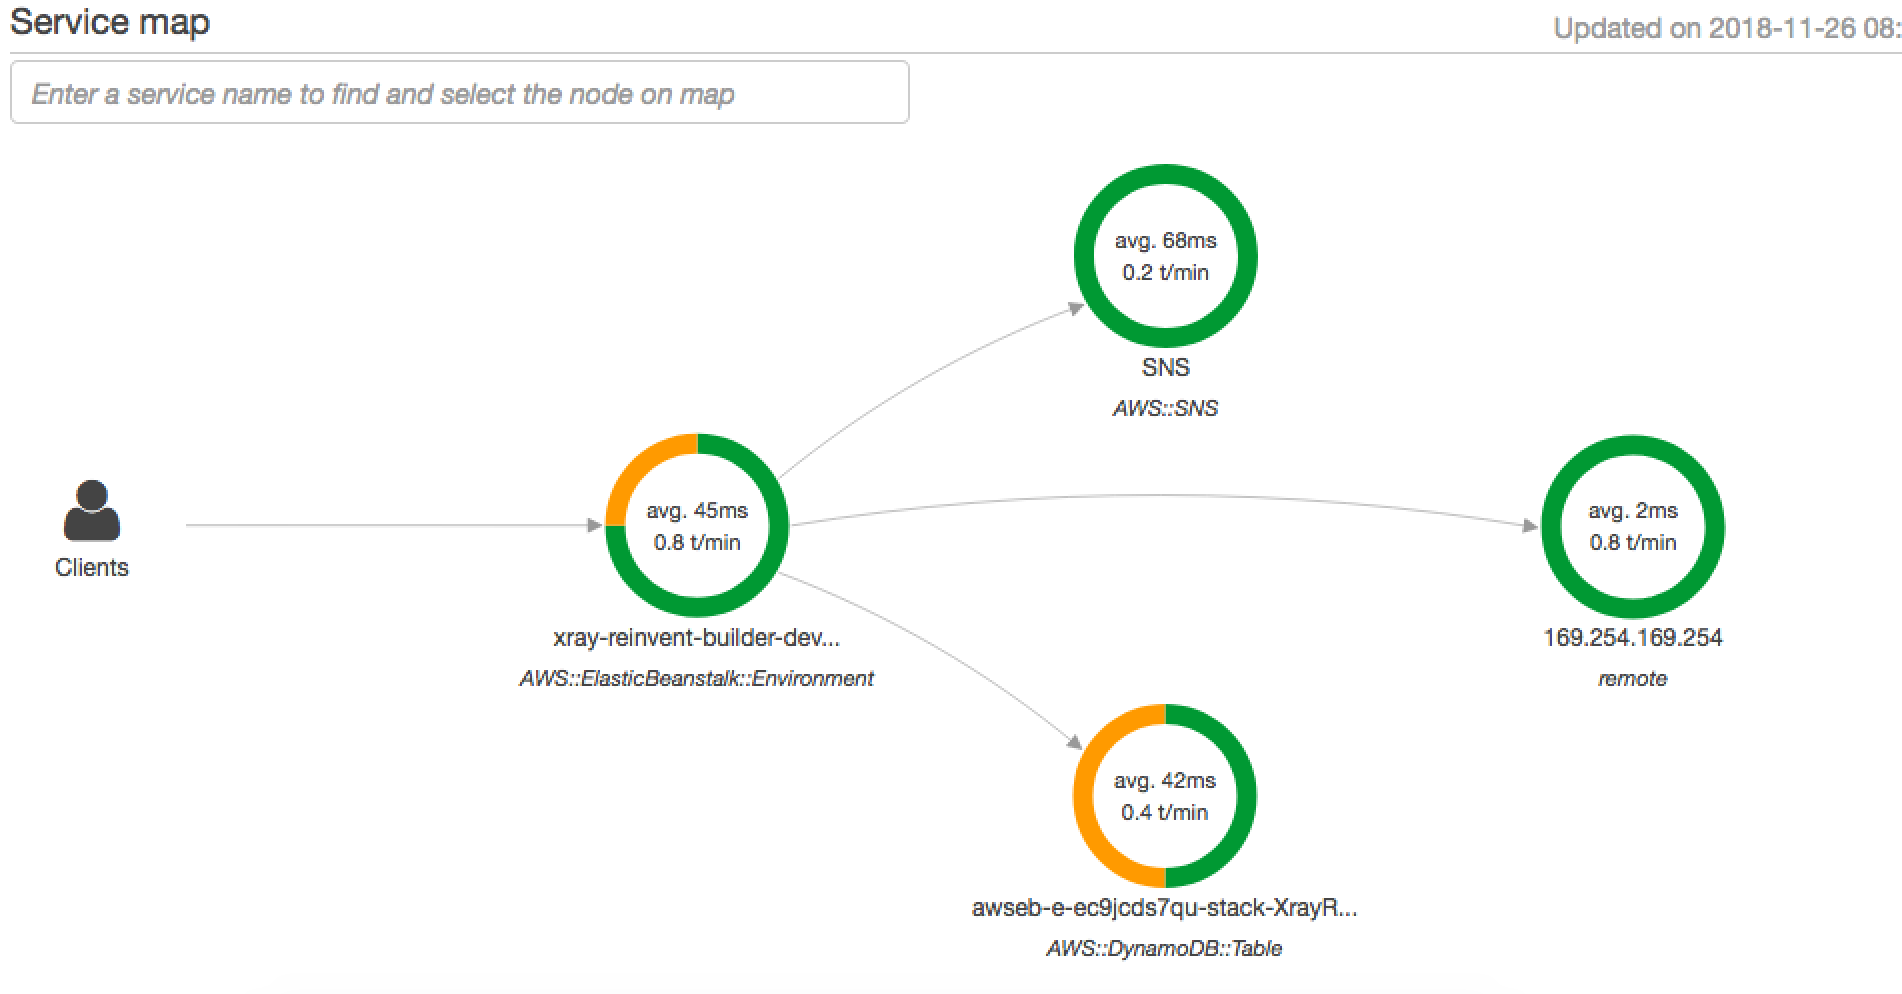 Service map
Updated on 2018-11-26 08:
Enter a service name to find and select the node on map
avg. 68ms
0.2 t/min
SNS
AWS::SNS
Clients
avg. 45ms
0.8 t/min
xray-reinvent-builder-dev...
AWS::ElasticBeanstalk::Environment
avg. 2ms
0.8 t/min
169.254.169.254
remote
avg. 42ms
0.4 t/min
awseb-e-ec9jcds7qu-stack-XrayR...
AWS::DynamoDB::Table